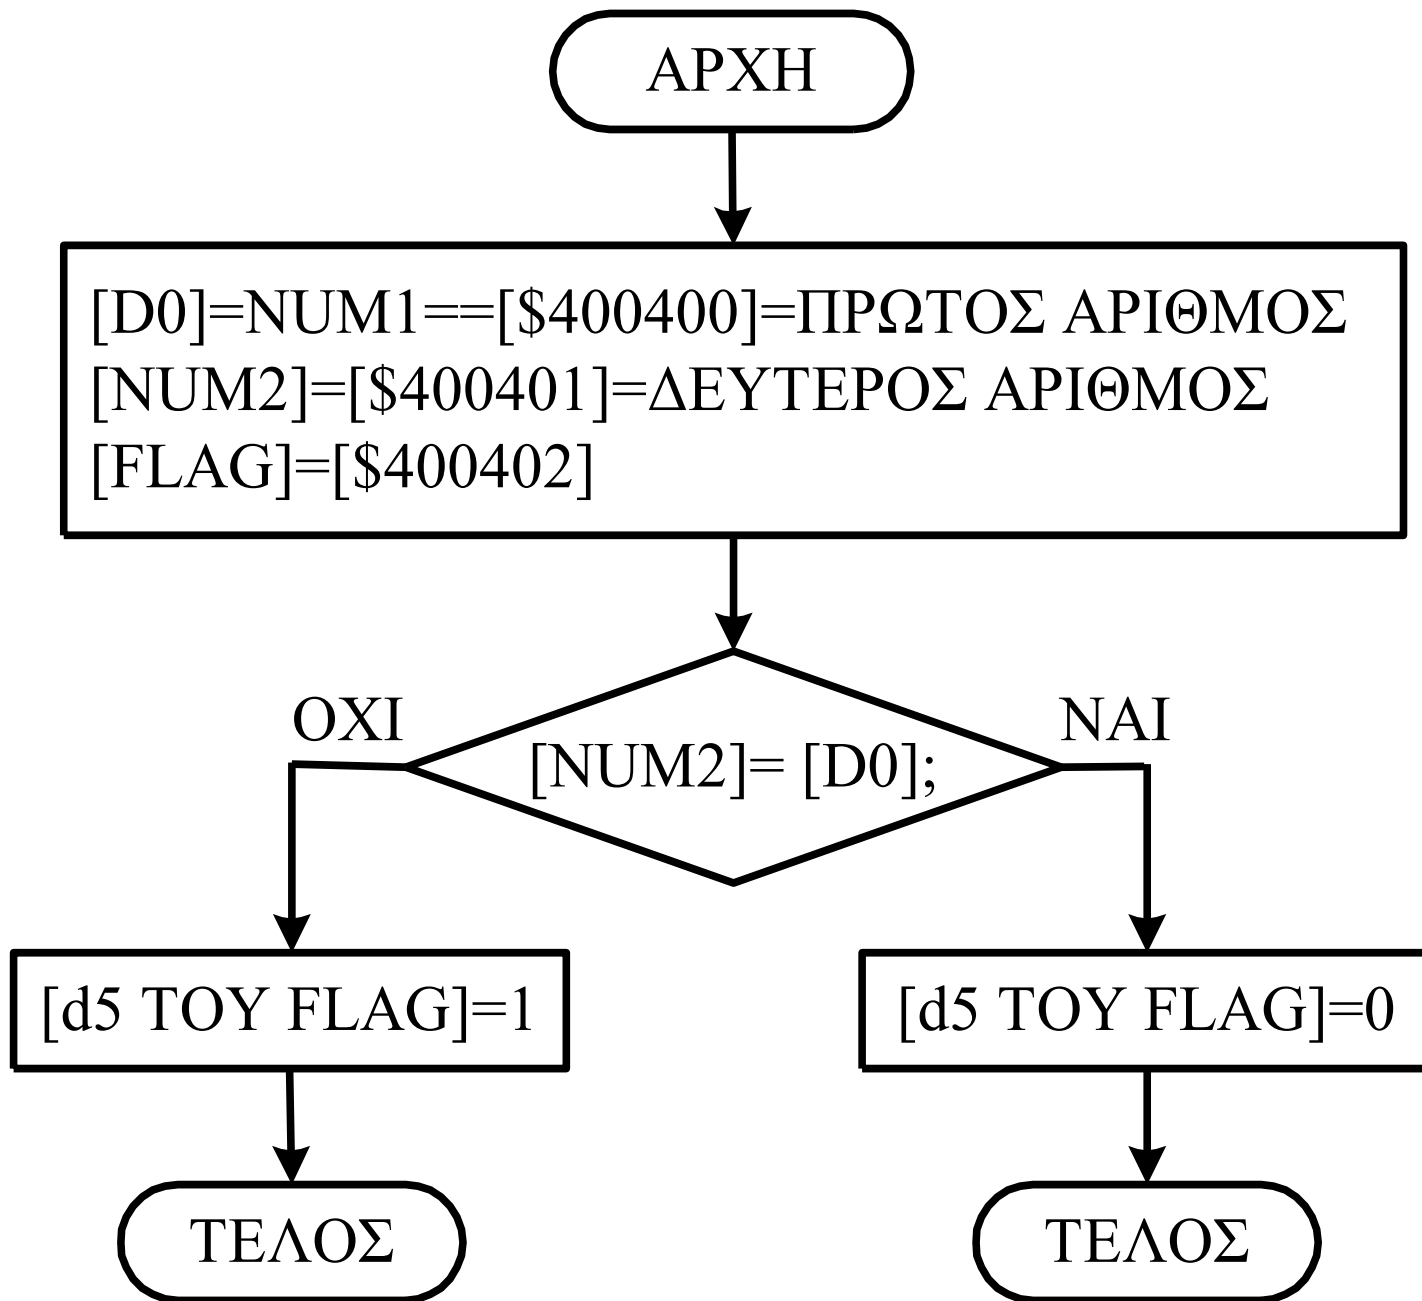 ΑΡΧΗ
[D0]=NUM1==[$400400]=ΠΡΩΤΟΣ ΑΡΙΘΜΟΣ
[NUM2]=[$400401]=ΔΕΥΤΕΡΟΣ ΑΡΙΘΜΟΣ
[FLAG]=[$400402]
ΟΧΙ
ΝΑΙ
[NUM2]= [D0];
[d5 ΤΟΥ FLAG]=1
[d5 ΤΟΥ FLAG]=0
ΤΕΛΟΣ
ΤΕΛΟΣ